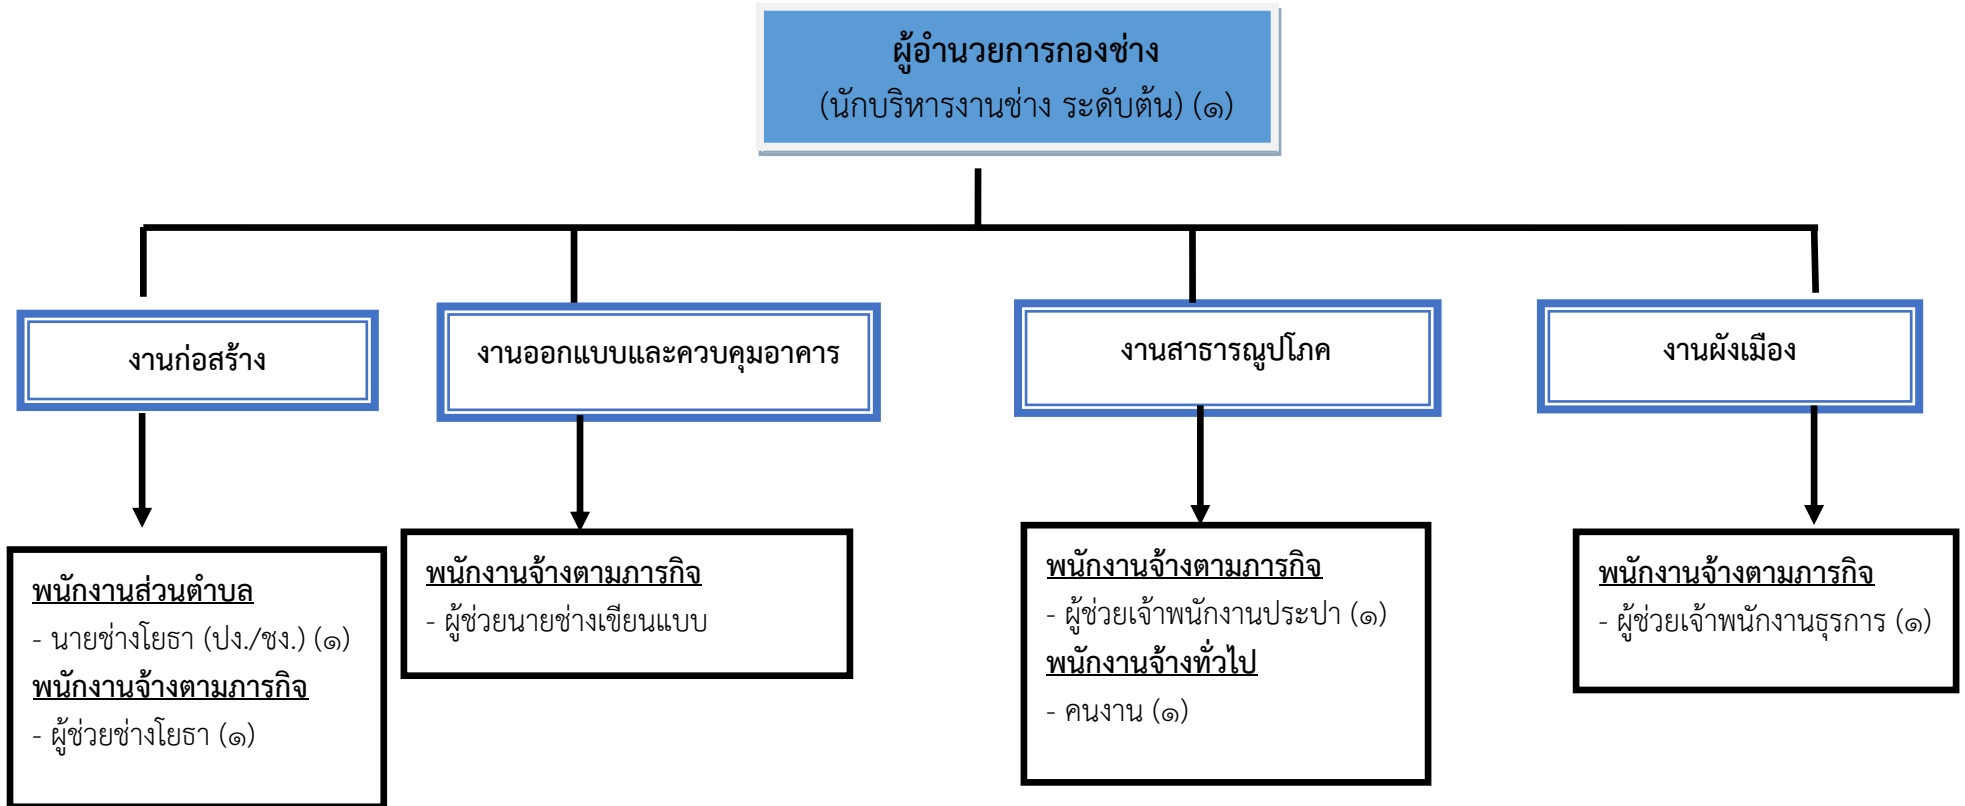 ผู้อำนวยการกองช่าง
(นักบริหารงานช่าง ระดับต้น) (๑)
งานก่อสร้าง
งานออกแบบและควบคุมอาคาร
งานสาธารณูปโภค
งานผังเมือง
พนักงานส่วนตำบล
- นายช่างโยธา (ปง./ชง.) (๑)
พนักงานจ้างตามภารกิจ
- ผู้ช่วยช่างโยธา (๑)
พนักงานจ้างตามภารกิจ
- ผู้ช่วยนายช่างเขียนแบบ
พนักงานจ้างตามภารกิจ
- ผู้ช่วยเจ้าพนักงานประปา (๑)
พนักงานจ้างทั่วไป
- คนงาน (๑)
พนักงานจ้างตามภารกิจ
- ผู้ช่วยเจ้าพนักงานธุรการ (๑)